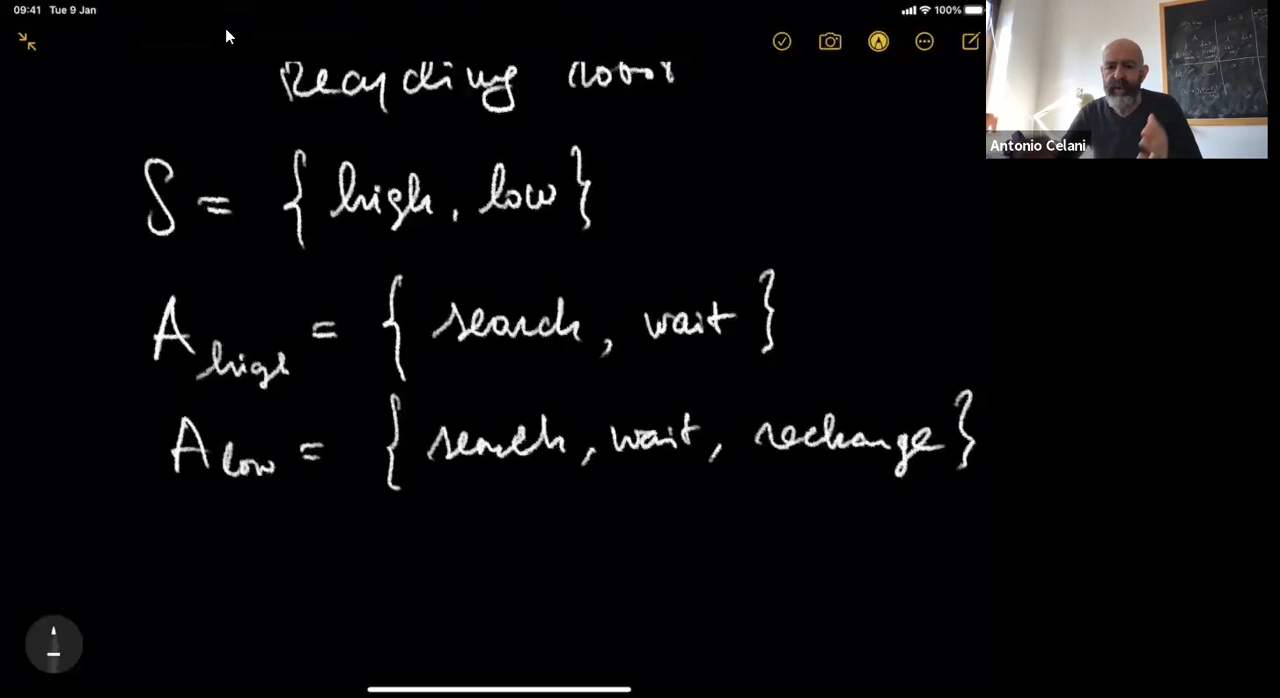 09:41 Tue 9 Jan
100%
Recycling robot
S = { high, low }
A high = { search, wait }
A low = { search, wait, recharge }
Antonio Celani